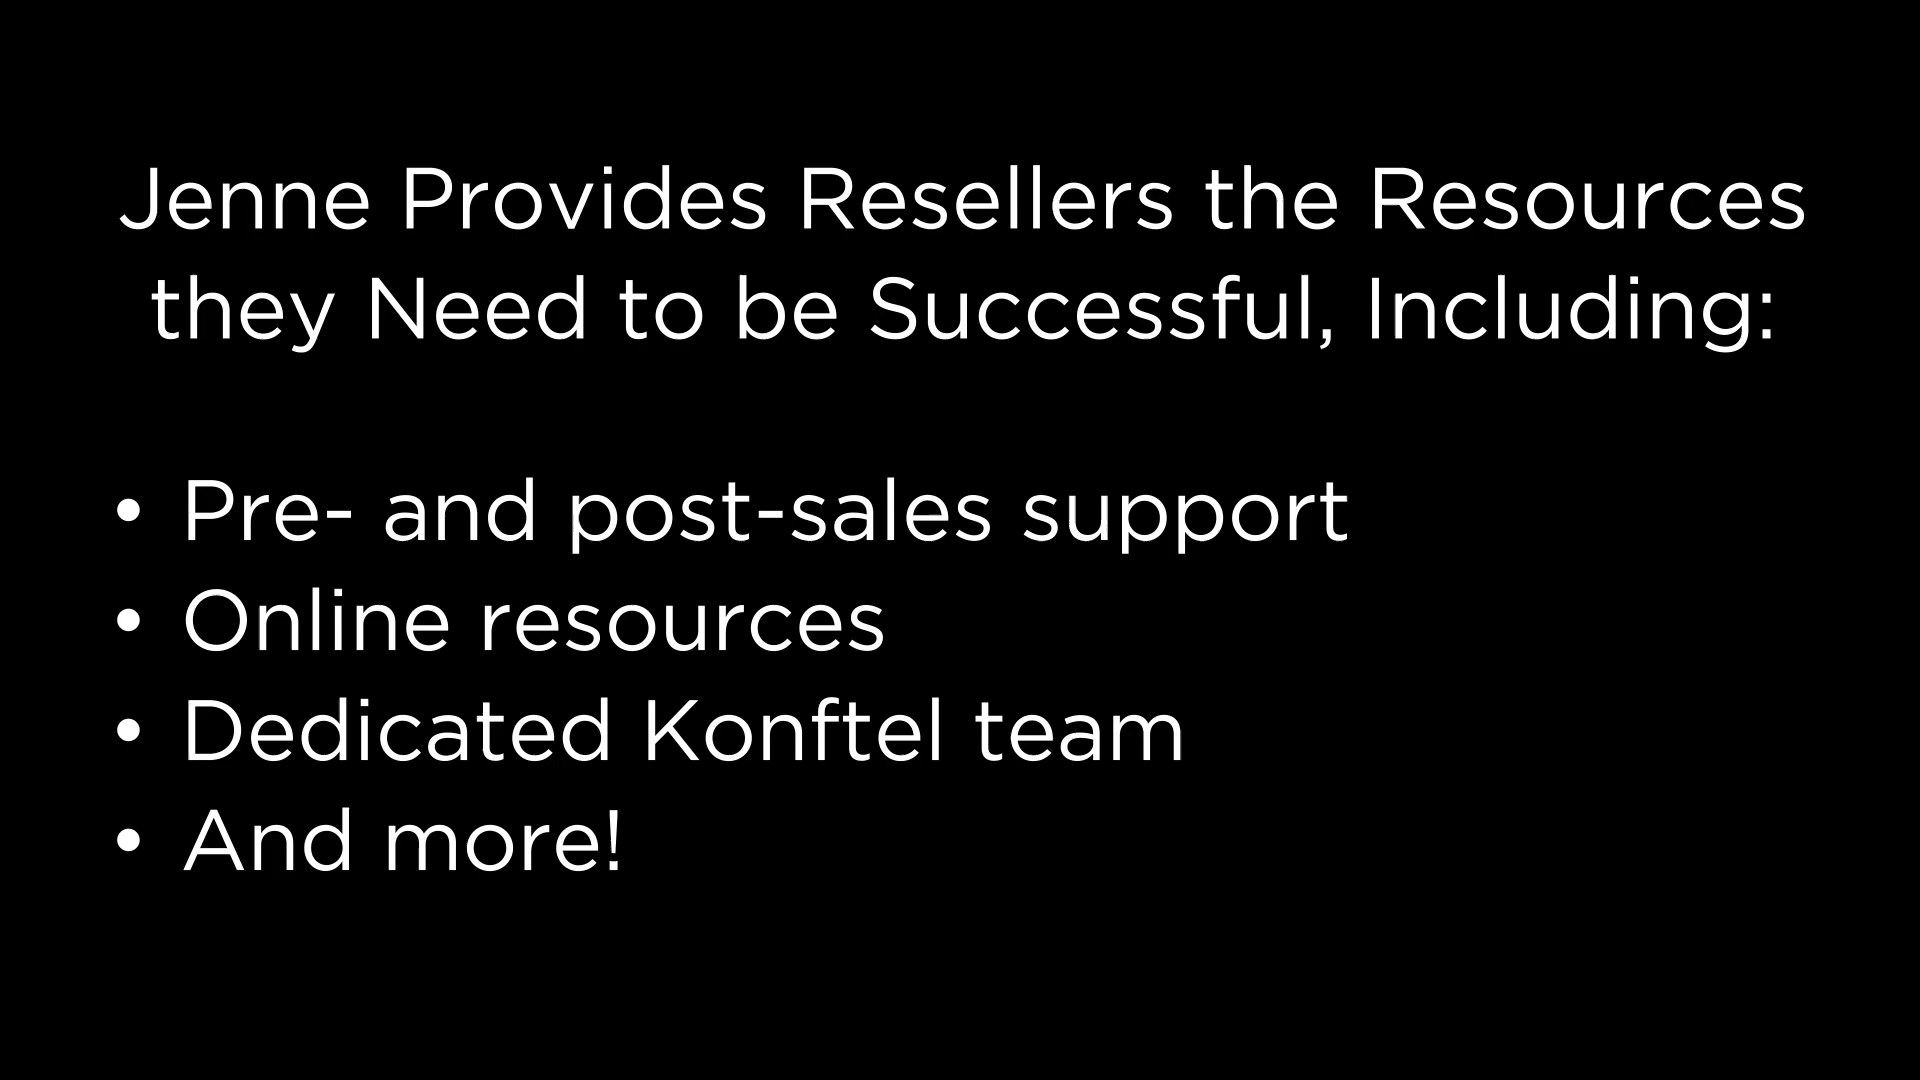 Jenne Provides Resellers the Resources
they Need to be Successful, Including:
• Pre- and post-sales support
• Online resources
• Dedicated Konftel team
• And more!